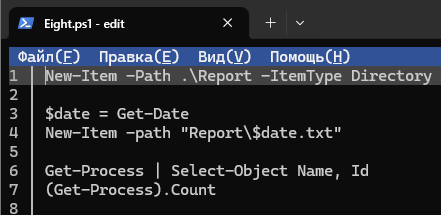 Eight.ps1 - edit
Файл(F) Правка(E) Вид(V) Помощь(H)
1 New-Item -Path .\Report -ItemType Directory
2
3 $date = Get-Date
4 New-Item -path "Report\$date.txt"
5
6 Get-Process | Select-Object Name, Id
7 (Get-Process).Count
8